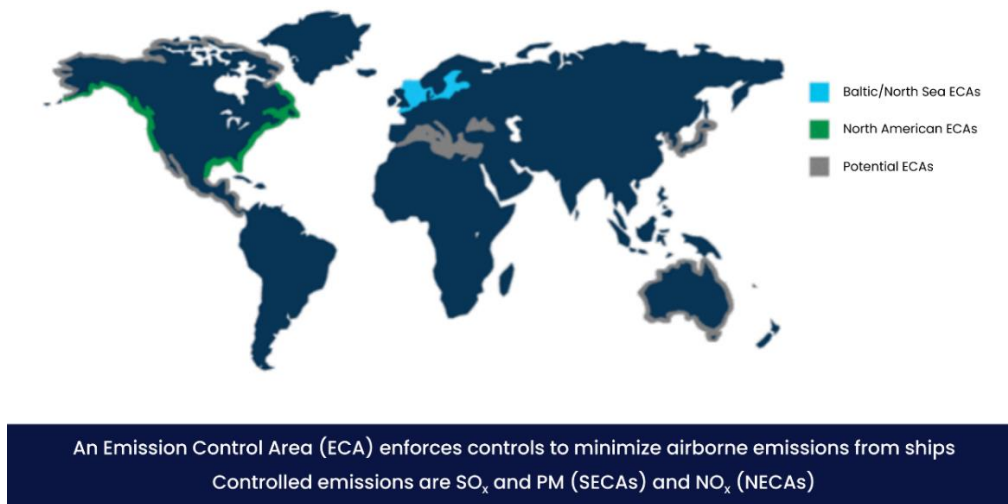 Baltic/North Sea ECAs
North American ECAs
Potential ECAs
An Emission Control Area (ECA) enforces controls to minimize airborne emissions from ships
Controlled emissions are SOx and PM (SECAs) and NOx (NECAs)